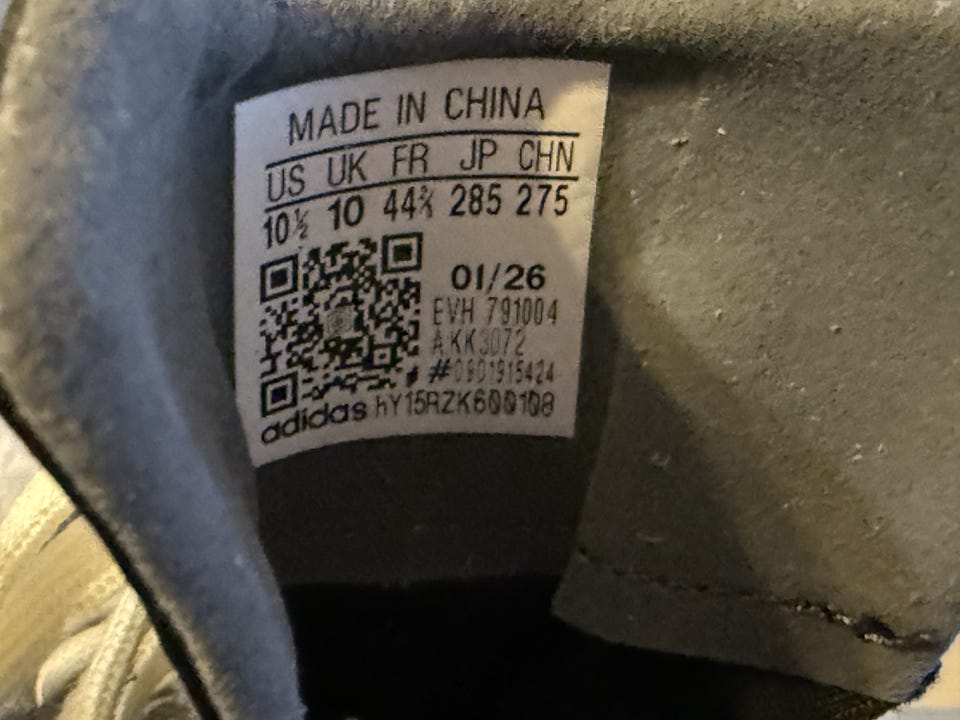 MADE IN CHINA
US UK FR JP CHN
10½ 10 44⅔ 285 275
01/26
EVH 791004
AKK3072
#0901915424
adidas hY15RZK600108